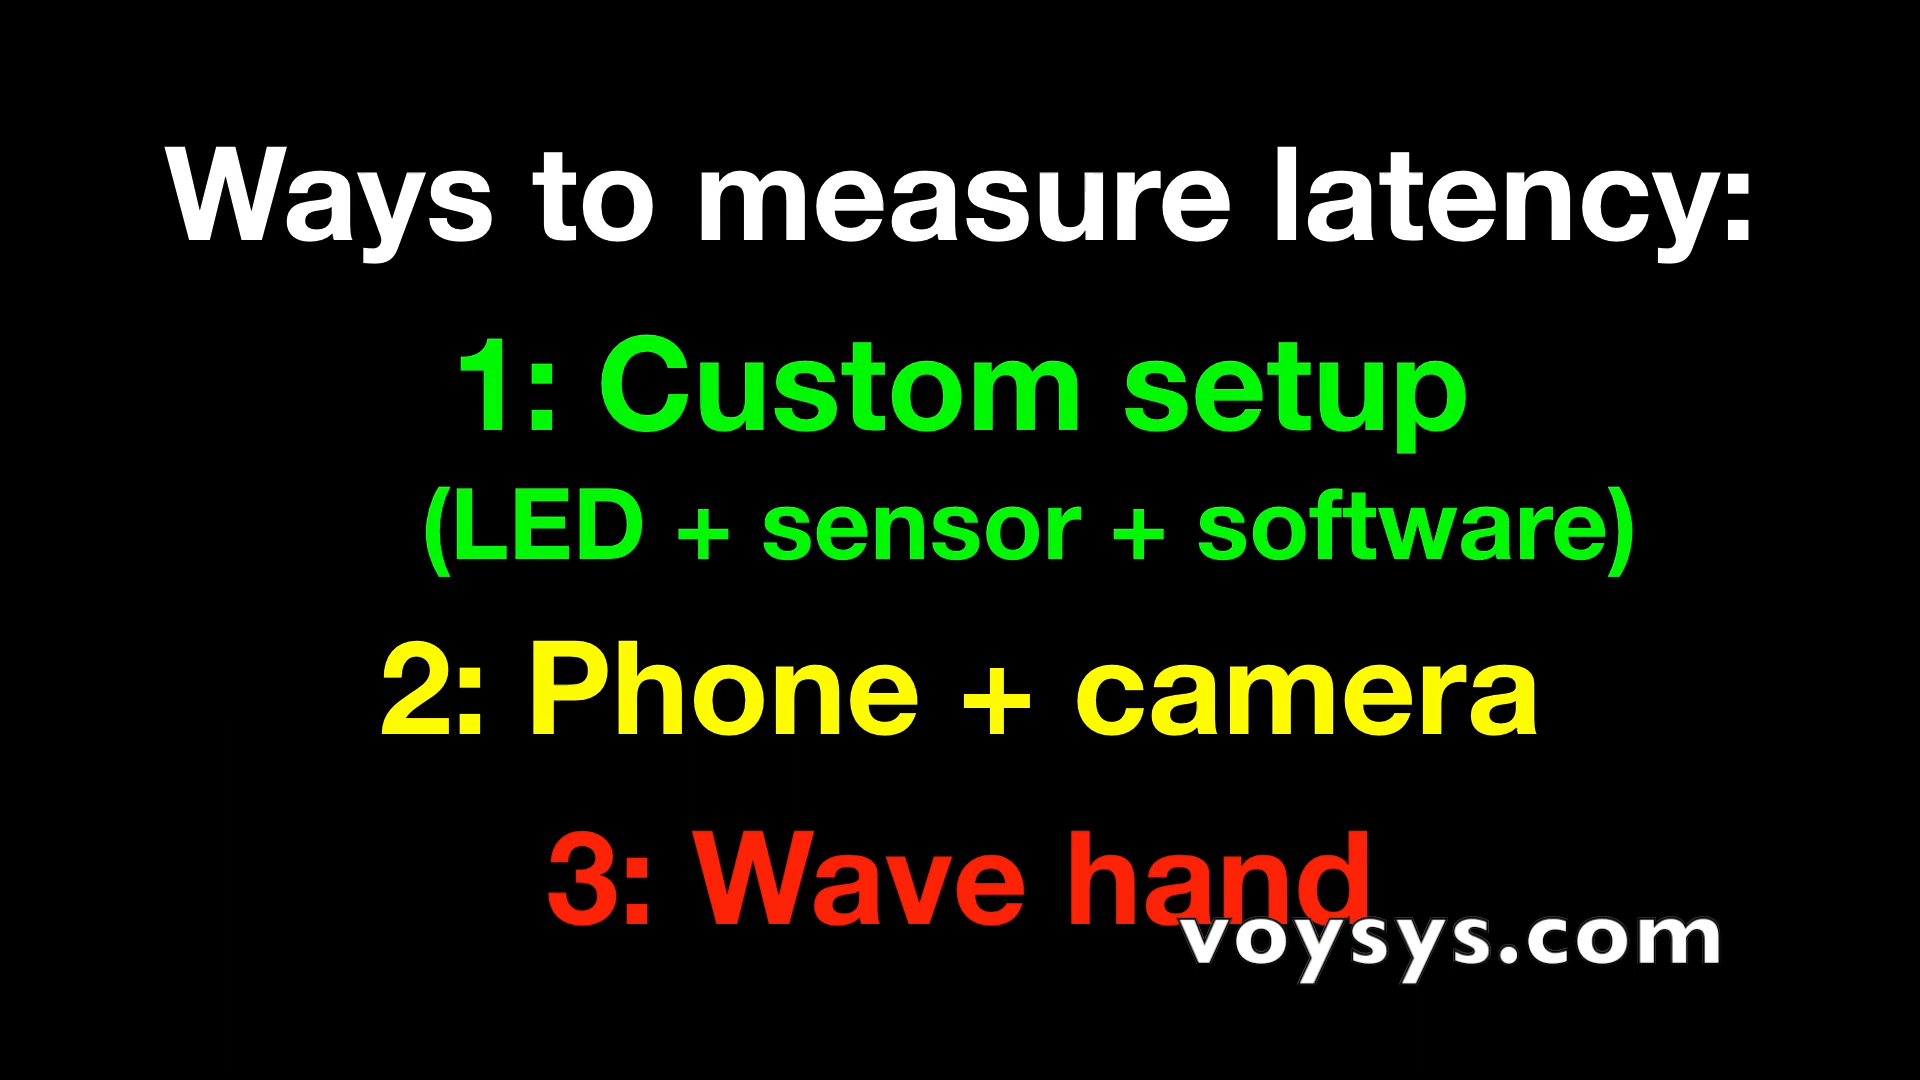 Ways to measure latency:
1: Custom setup
(LED + sensor + software)
2: Phone + camera
3: Wave hand
voysys.com